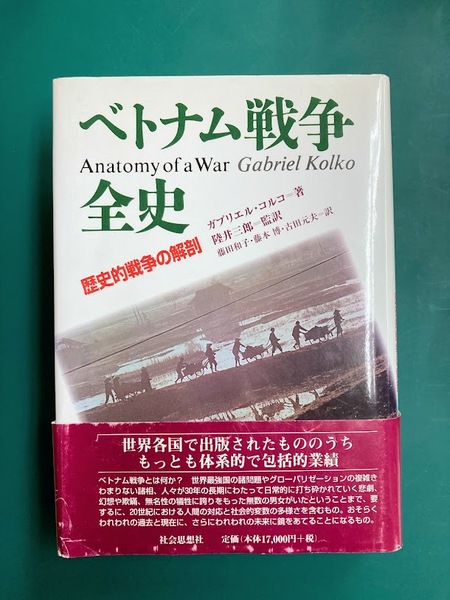 ベトナム戦争
Anatomy of a War Gabriel Kolko
全史
ガブリエル・コルコ=著
陸井三郎=監訳
藤田和子・藤本 博・古田元夫=訳
歴史的戦争の解剖
世界各国で出版されたもののうち
もっとも体系的で包括的業績
ベトナム戦争とは何か? 世界最強国の諸問題やグローバリゼーションの複雑き
わまりない諸相、人々が30年の長期にわたって日常的に打ち砕かれていく悲劇、
幻想や欺瞞、無名性の犠牲に誇りをもった無数の男女がいたということまで、要
するに、20世紀における人間の対応と社会的変数の多様さを含むもの。おそらく
われわれの過去と現在に、さらにわれわれの未来に鏡をあてることになるもの。
社会思想社 定価(本体17,000円+税)